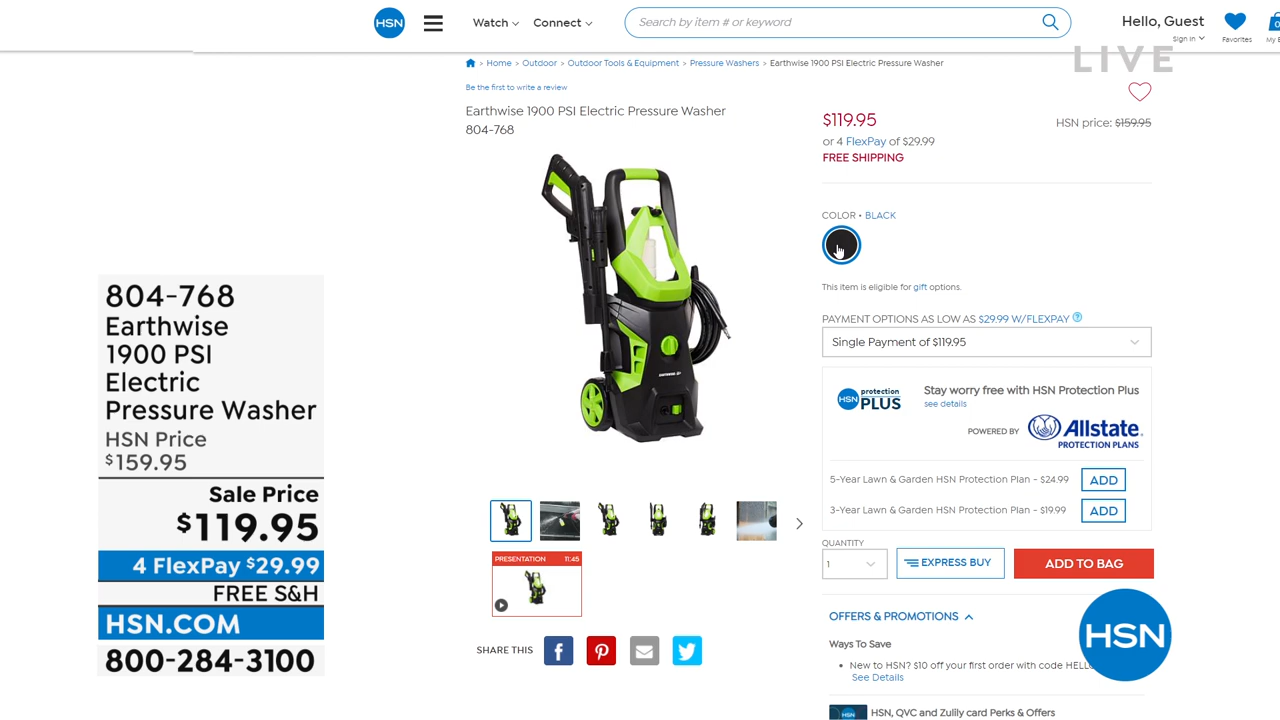 HSN
Watch
Connect
Search by item # or keyword
Hello, Guest
Sign In
Favorites
LIVE
> Home > Outdoor > Outdoor Tools & Equipment > Pressure Washers > Earthwise 1900 PSI Electric Pressure Washer
Be the first to write a review
Earthwise 1900 PSI Electric Pressure Washer
804-768
$119.95
HSN price: $159.95
or 4 FlexPay of $29.99
FREE SHIPPING
COLOR • BLACK
This item is eligible for gift options.
PAYMENT OPTIONS AS LOW AS $29.99 W/FLEXPAY ?
Single Payment of $119.95
HSN protection PLUS
Stay worry free with HSN Protection Plus
see details
POWERED BY Allstate.
PROTECTION PLANS
5-Year Lawn & Garden HSN Protection Plan - $24.99 ADD
3-Year Lawn & Garden HSN Protection Plan - $19.99 ADD
QUANTITY
1
EXPRESS BUY
ADD TO BAG
OFFERS & PROMOTIONS
Ways To Save
• New to HSN? $10 off your first order with code
See Details
HSN
HSN, QVC and Zulily card Perks & Offers
HSN
EARTHWISE
PRESENTATION 11:45
SHARE THIS
804-768
Earthwise
1900 PSI
Electric
Pressure Washer
HSN Price
$159.95
Sale Price
$119.95
4 FlexPay $29.99
FREE S&H
HSN.COM
800-284-3100